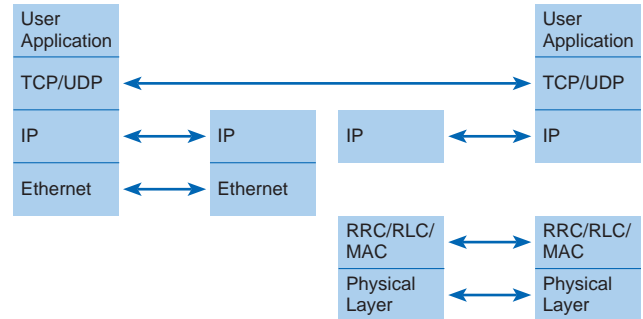 User
Application
User
Application
TCP/UDP
TCP/UDP
IP
IP
IP
IP
Ethernet
Ethernet
RRC/RLC/
MAC
RRC/RLC/
MAC
Physical
Layer
Physical
Layer